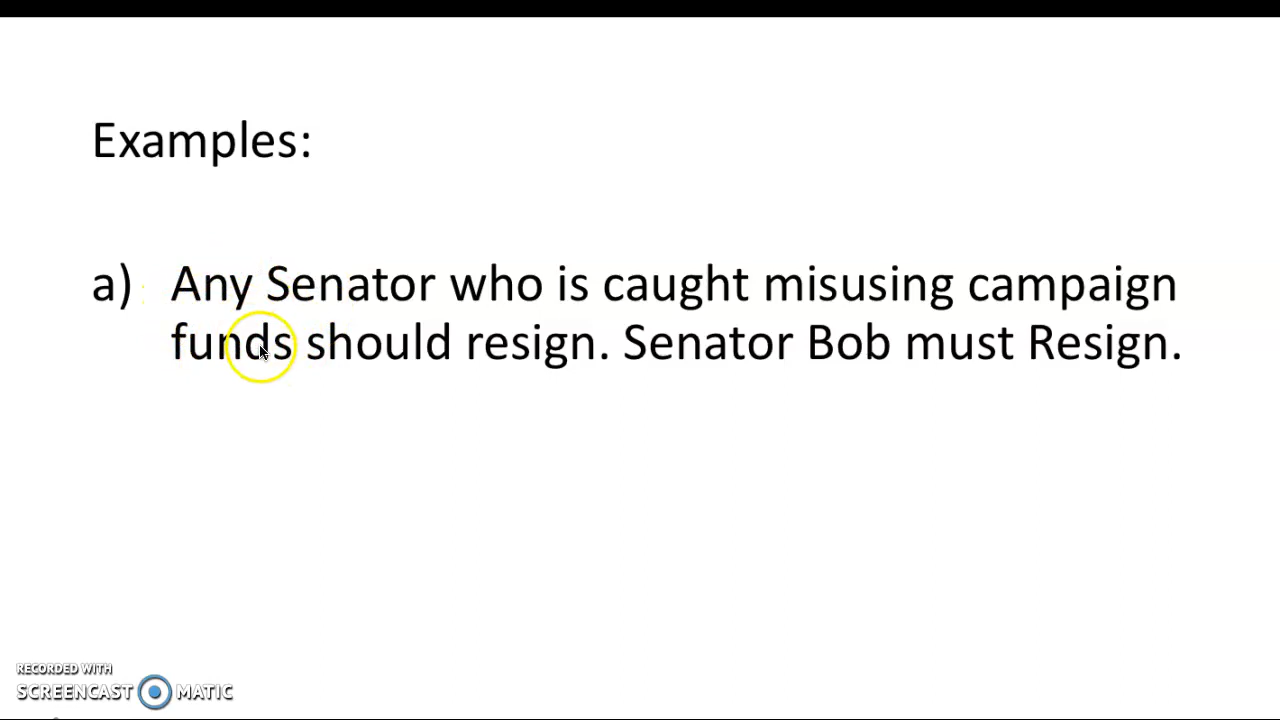 Examples:
a) Any Senator who is caught misusing campaign
funds should resign. Senator Bob must Resign.
RECORDED WITH
SCREENCAST MATIC